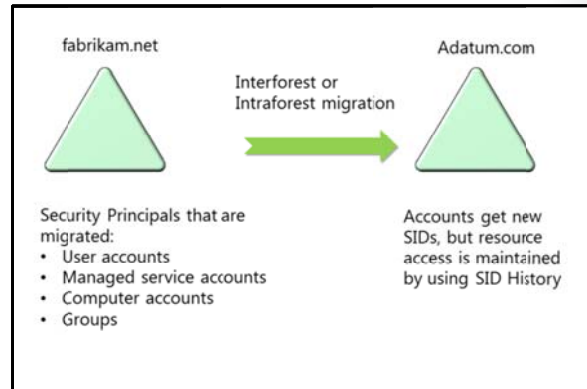 fabrikam.net
Adatum.com
Interforest or
Intraforest migration
Security Principals that are
migrated:
• User accounts
• Managed service accounts
• Computer accounts
• Groups
Accounts get new
SIDs, but resource
access is maintained
by using SID History